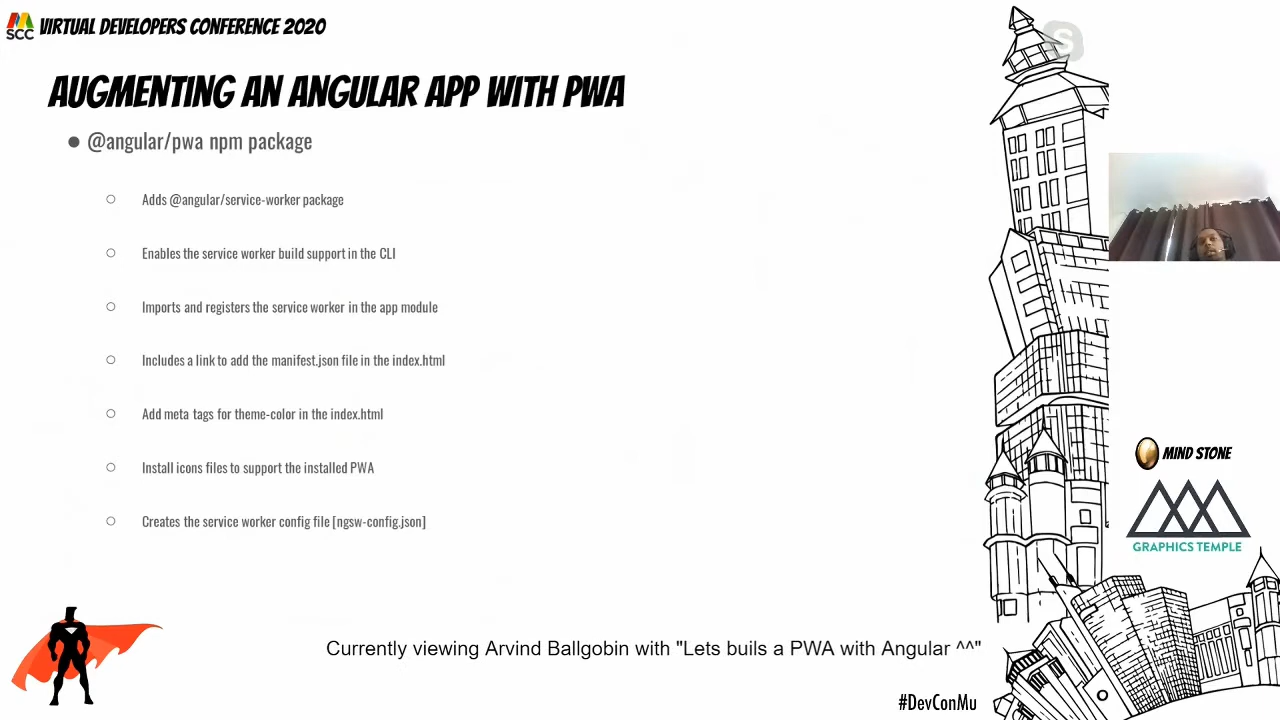 SCC
VIRTUAL DEVELOPERS CONFERENCE 2020
S
AUGMENTING AN ANGULAR APP WITH PWA
@angular/pwa npm package
Adds @angular/service-worker package
Enables the service worker build support in the CLI
Imports and registers the service worker in the app module
Includes a link to add the manifest.json file in the index.html
Add meta tags for theme-color in the index.html
Install icons files to support the installed PWA
Creates the service worker config file [ngsw-config.json]
MIND STONE
GRAPHICS TEMPLE
Currently viewing Arvind Ballgobin with "Lets buils a PWA with Angular ^^"
#DevConMu